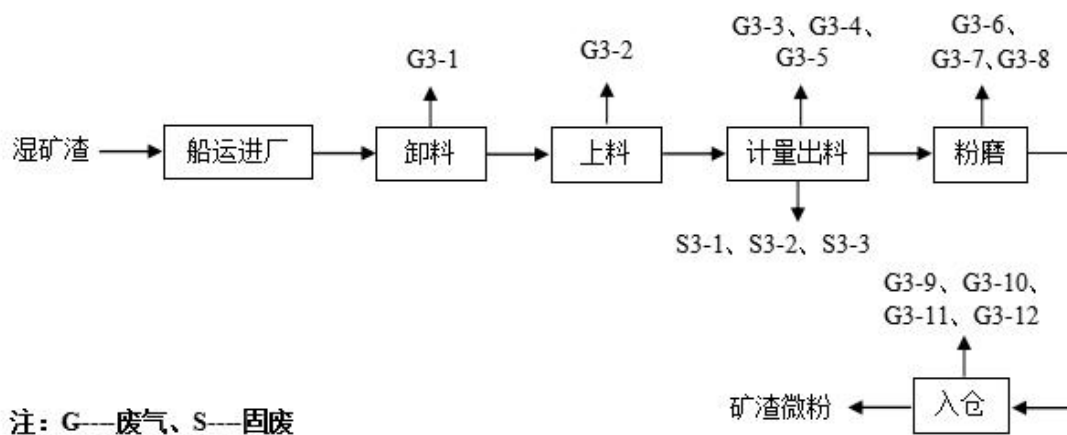 G3-3、G3-4、
G3-5
G3-6、
G3-7、G3-8
G3-1
G3-2
湿矿渣
船运进厂
卸料
上料
计量出料
粉磨
S3-1、S3-2、S3-3
G3-9、G3-10、
G3-11、G3-12
矿渣微粉
入仓
注：G----废气、S----固废